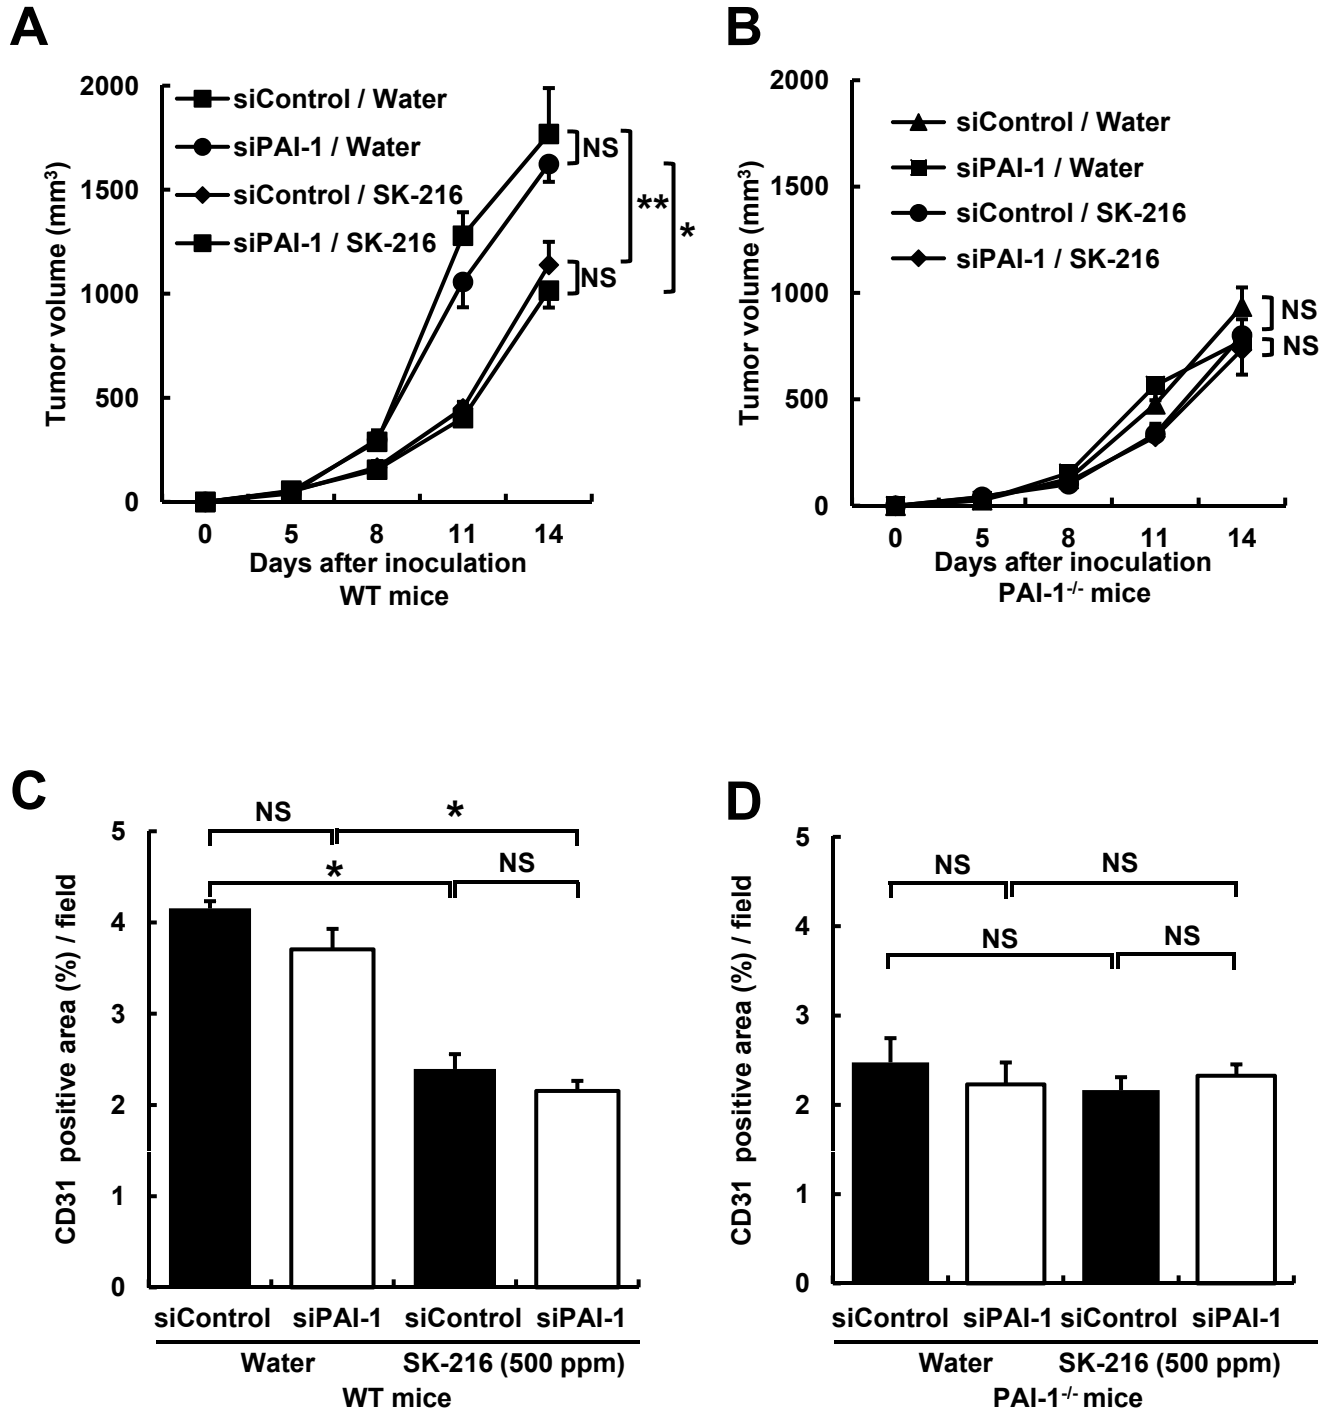 A
2000
1500
1000
500
0
Tumor volume (mm³)
siControl / Water
siPAI-1 / Water
siControl / SK-216
siPAI-1 / SK-216
NS
**
*
NS
0 5 8 11 14
Days after inoculation
WT mice
B
2000
1500
1000
500
0
Tumor volume (mm³)
siControl / Water
siPAI-1 / Water
siControl / SK-216
siPAI-1 / SK-216
NS
NS
0 5 8 11 14
Days after inoculation
PAI-1⁻/⁻ mice
C
5
4
3
2
1
0
CD31 positive area (%) / field
NS *
* NS
siControl siPAI-1 siControl siPAI-1
Water SK-216 (500 ppm)
WT mice
D
5
4
3
2
1
0
CD31 positive area (%) / field
NS NS
NS NS
siControl siPAI-1 siControl siPAI-1
Water SK-216 (500 ppm)
PAI-1⁻/⁻ mice